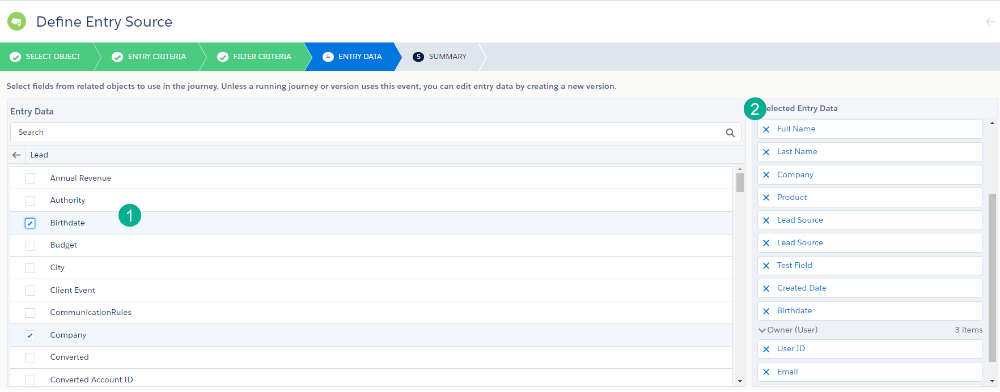 Define Entry Source
SELECT OBJECT
ENTRY CRITERIA
FILTER CRITERIA
4 ENTRY DATA
5 SUMMARY
Select fields from related objects to use in the journey. Unless a running journey or version uses this event, you can edit entry data by creating a new version.
Entry Data
Search
Lead
Annual Revenue
Authority
1
Birthdate
Budget
City
Client Event
CommunicationRules
Company
Converted
Converted Account ID
2 elected Entry Data
Full Name
Last Name
Company
Product
Lead Source
Lead Source
Test Field
Created Date
Birthdate
Owner (User) 3 items
User ID
Email